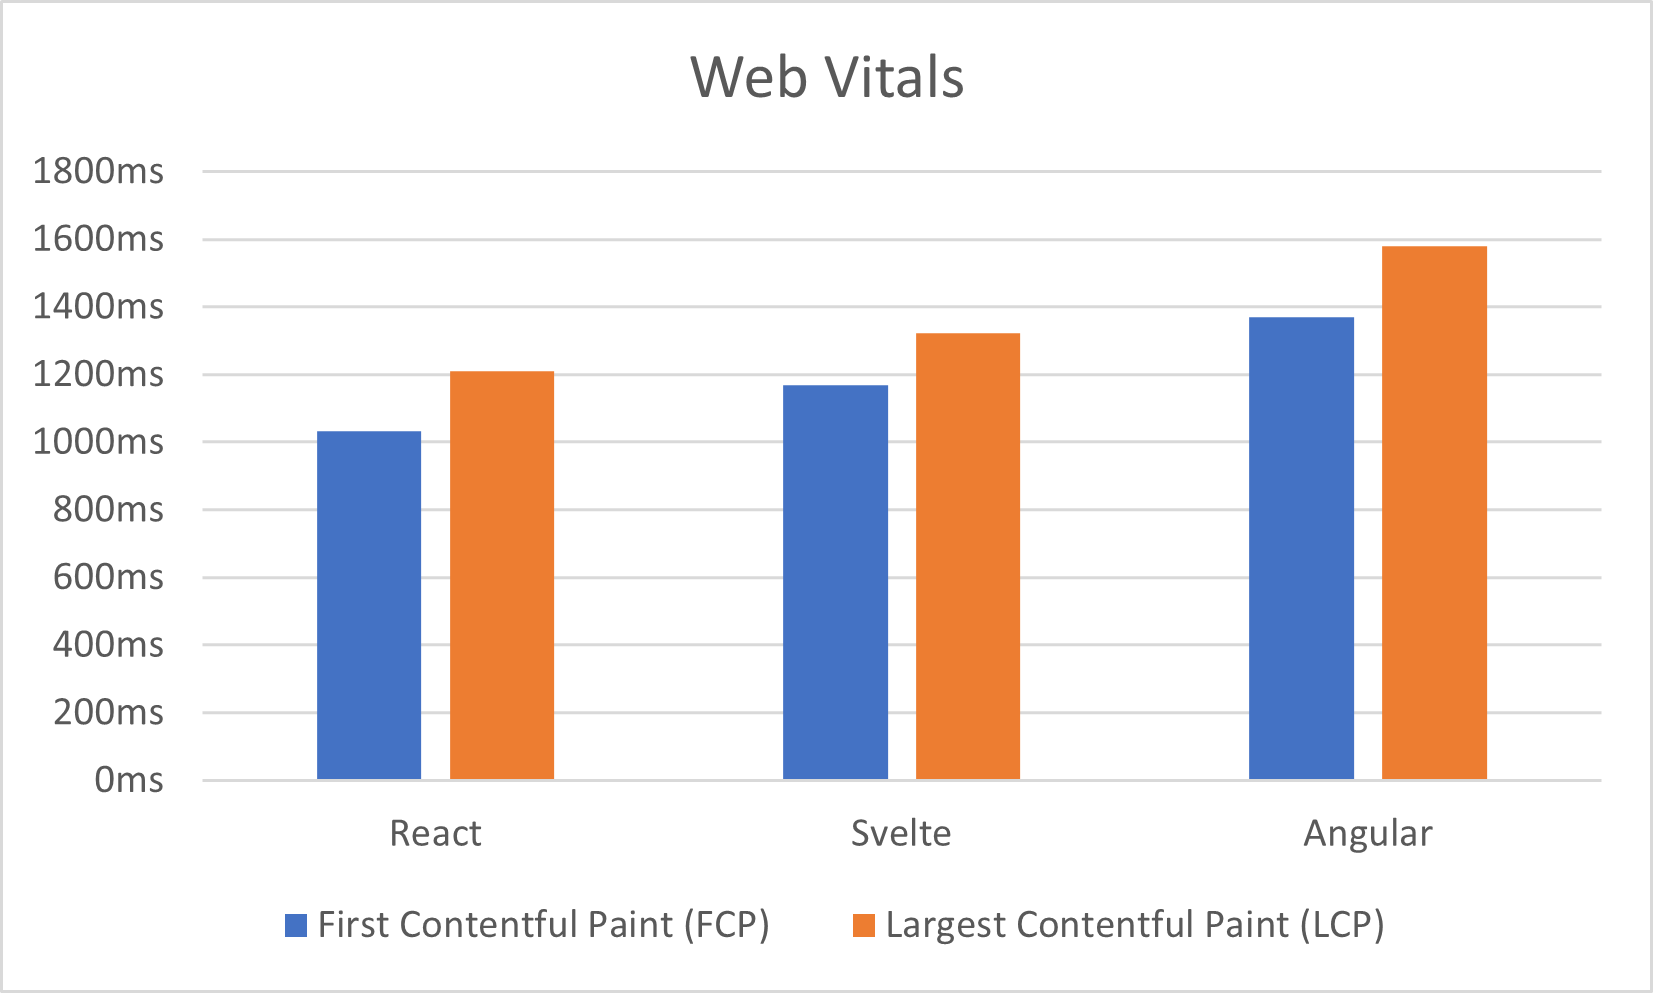 Web Vitals
1800ms
1600ms
1400ms
1200ms
1000ms
800ms
600ms
400ms
200ms
0ms
React Svelte Angular
First Contentful Paint (FCP) Largest Contentful Paint (LCP)